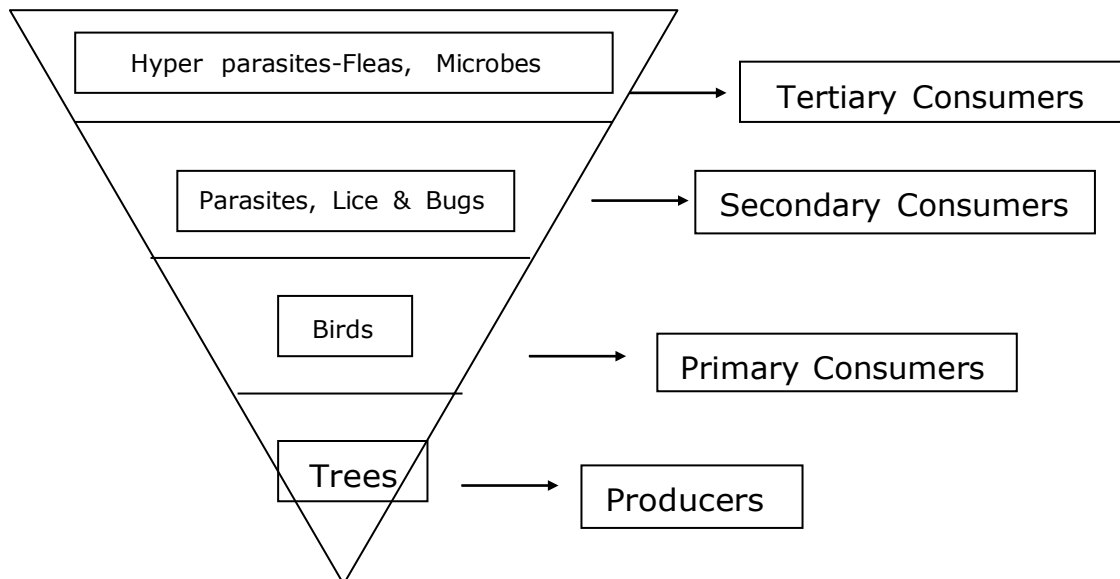 Hyper parasites-Fleas, Microbes
Tertiary Consumers
Parasites, Lice & Bugs
Secondary Consumers
Birds
Primary Consumers
Trees
Producers